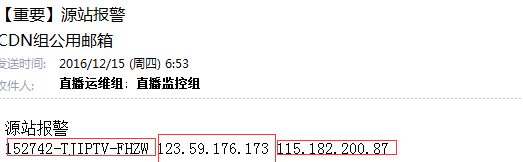 【重要】源站报警
CDN组公用邮箱
发送时间: 2016/12/15 (周四) 6:53
收件人: 直播运维组; 直播监控组
源站报警
152742-TJIPTV-FHZW 123.59.176.173 115.182.200.87